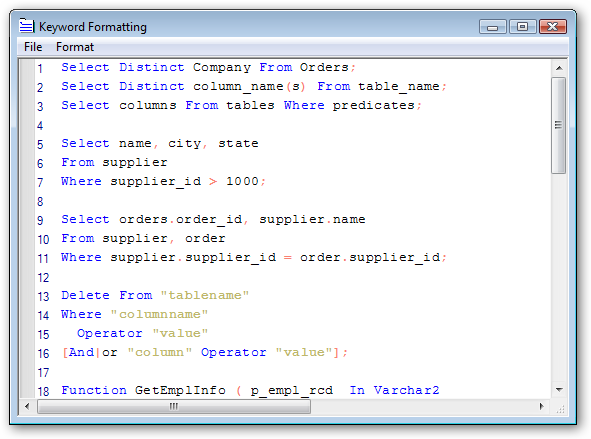 Keyword Formatting
File Format
1 Select Distinct Company From Orders;
2 Select Distinct column_name(s) From table_name;
3 Select columns From tables Where predicates;
4
5 Select name, city, state
6 From supplier
7 Where supplier_id > 1000;
8
9 Select orders.order_id, supplier.name
10 From supplier, order
11 Where supplier.supplier_id = order.supplier_id;
12
13 Delete From "tablename"
14 Where "columnname"
15   Operator "value"
16 [And|or "column" Operator "value"];
17
18 Function GetEmplInfo ( p_empl_rcd  In Varchar2